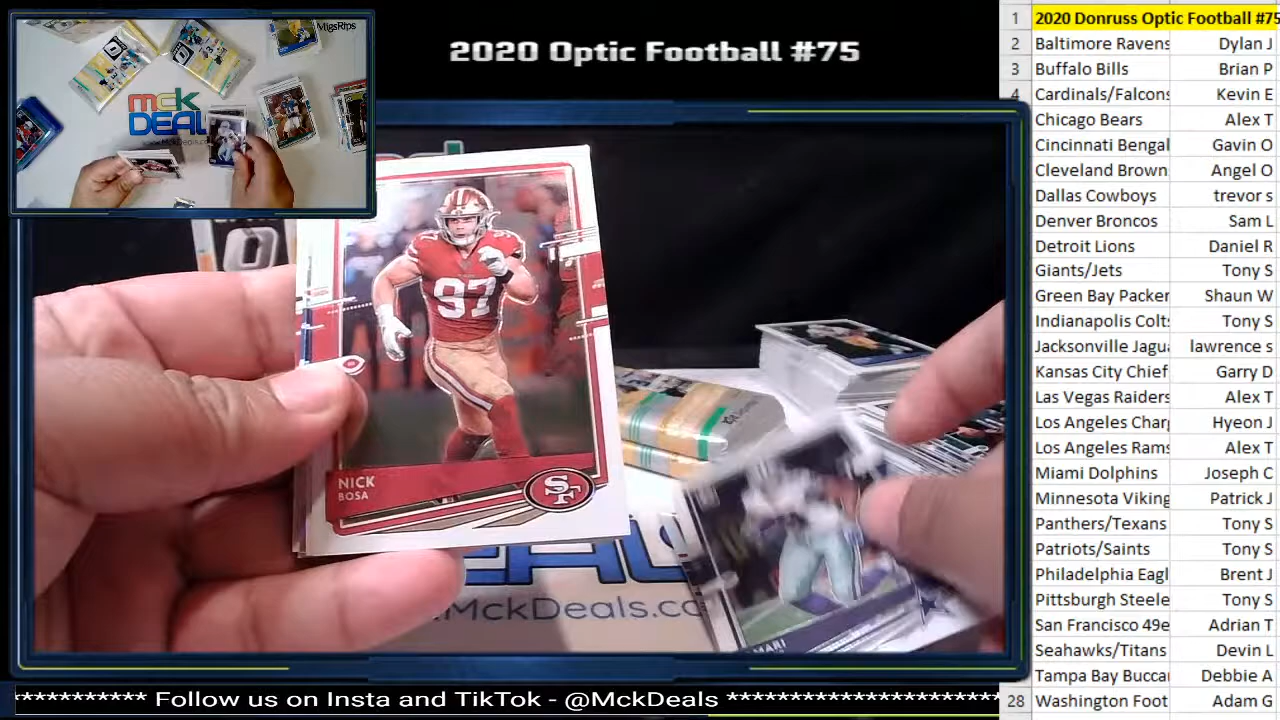 MigsRips
mck
DEAL
2020 Optic Football #75
97
NICK
BOSA
SF
MARI
EAL
MckDeals.co
*********** Follow us on Insta and TikTok - @MckDeals *********************
1 2020 Donruss Optic Football #75
2 Baltimore Ravens Dylan J
3 Buffalo Bills Brian P
4 Cardinals/Falcons Kevin E
Chicago Bears Alex T
Cincinnati Bengal Gavin O
Cleveland Brown Angel O
Dallas Cowboys trevor s
Denver Broncos Sam L
Detroit Lions Daniel R
Giants/Jets Tony S
Green Bay Packer Shaun W
Indianapolis Colt Tony S
Jacksonville Jagu lawrence s
Kansas City Chief Garry D
Las Vegas Raiders Alex T
Los Angeles Char Hyeon J
Los Angeles Rams Alex T
Miami Dolphins Joseph C
Minnesota Viking Patrick J
Panthers/Texans Tony S
Patriots/Saints Tony S
Philadelphia Eagl Brent J
Pittsburgh Steele Tony S
San Francisco 49e Adrian T
Seahawks/Titans Devin L
Tampa Bay Bucca Debbie A
28 Washington Foot Adam G